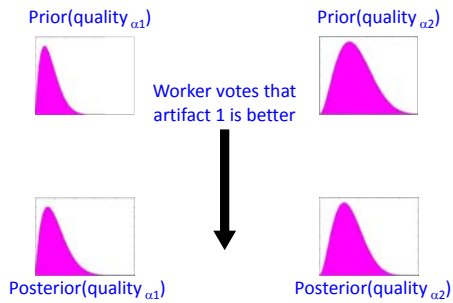 Prior(quality α1)
Prior(quality α2)
Worker votes that
artifact 1 is better
Posterior(quality α1)
Posterior(quality α2)